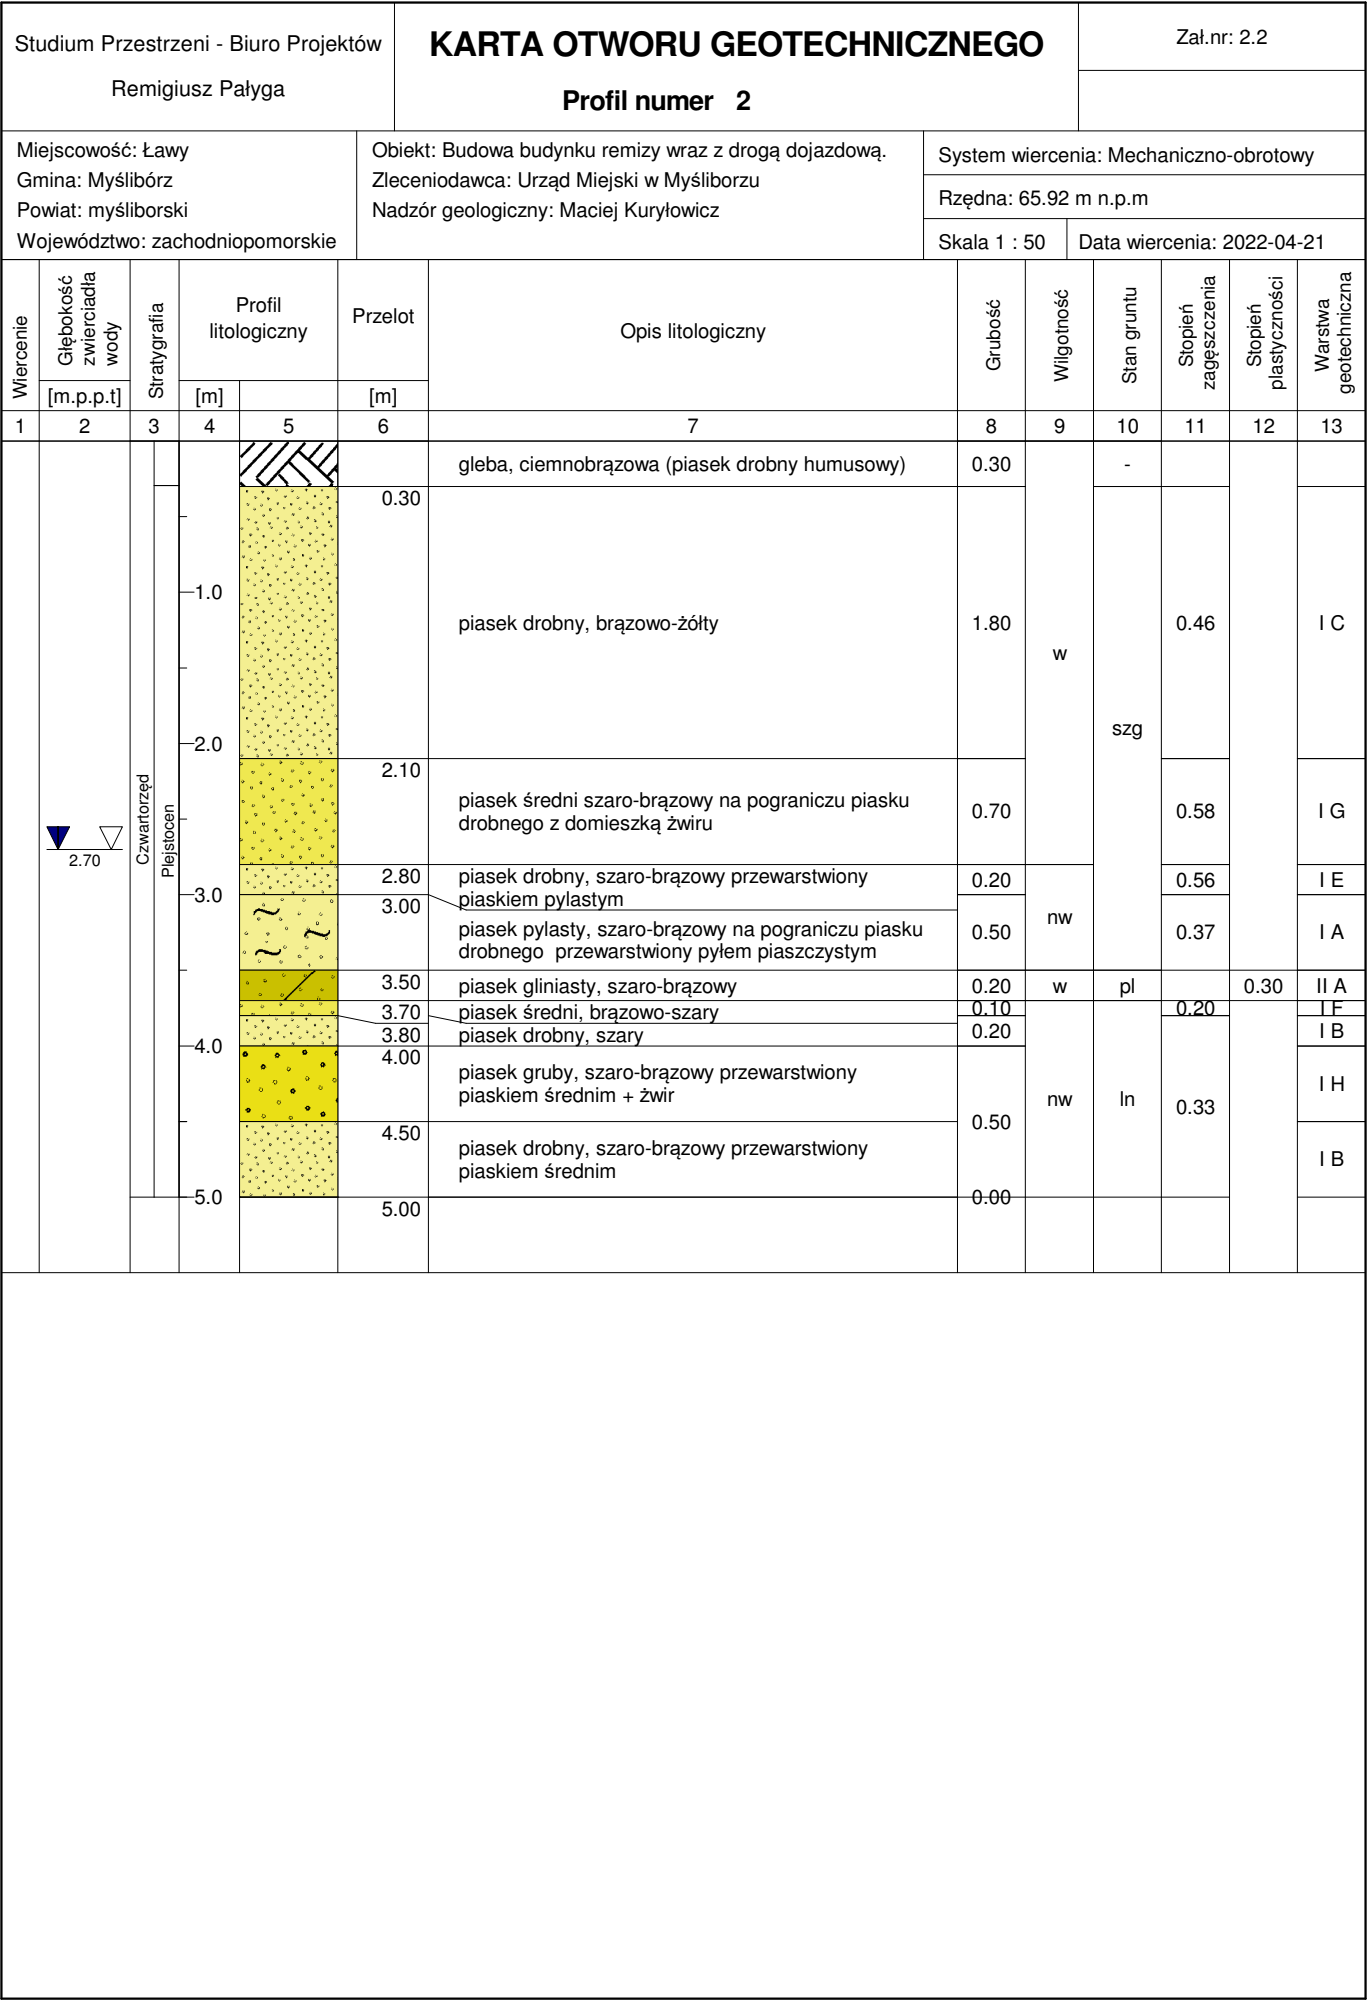 Studium Przestrzeni - Biuro Projektów
Remigiusz Pałyga
KARTA OTWORU GEOTECHNICZNEGO
Profil numer 2
Zał.nr: 2.2
Miejscowość: Ławy
Gmina: Myślibórz
Powiat: myśliborski
Województwo: zachodniopomorskie
Obiekt: Budowa budynku remizy wraz z drogą dojazdową.
Zleceniodawca: Urząd Miejski w Myśliborzu
Nadzór geologiczny: Maciej Kuryłowicz
System wiercenia: Mechaniczno-obrotowy
Rzędna: 65.92 m n.p.m
Skala 1 : 50
Data wiercenia: 2022-04-21
Wiercenie
Głębokość zwierciadła wody
[m.p.p.t]
Stratygrafia
Profil litologiczny
[m]
Przelot
[m]
Opis litologiczny
Grubość
Wilgotność
Stan gruntu
Stopień zagęszczenia
Stopień plastyczności
Warstwa geotechniczna
1 2 3 4 5 6 7 8 9 10 11 12 13
gleba, ciemnobrązowa (piasek drobny humusowy) 0.30 -
0.30
1.0
piasek drobny, brązowo-żółty 1.80 0.46 I C
w
szg
2.0
2.10
piasek średni szaro-brązowy na pograniczu piasku
drobnego z domieszką żwiru
0.70 0.58 I G
2.70
Czwartorzęd
Plejstocen
2.80
piasek drobny, szaro-brązowy przewarstwiony
piaskiem pylastym
0.20 0.56 I E
3.0
3.00
piasek pylasty, szaro-brązowy na pograniczu piasku
drobnego przewarstwiony pyłem piaszczystym
0.50 nw 0.37 I A
3.50 piasek gliniasty, szaro-brązowy 0.20 w pl 0.30 II A
3.70 piasek średni, brązowo-szary 0.10 0.20 I F
3.80 piasek drobny, szary 0.20 I B
4.0
4.00
piasek gruby, szaro-brązowy przewarstwiony
piaskiem średnim + żwir
I H
nw ln 0.33
0.50
4.50
piasek drobny, szaro-brązowy przewarstwiony
piaskiem średnim
I B
5.0 0.00
5.00